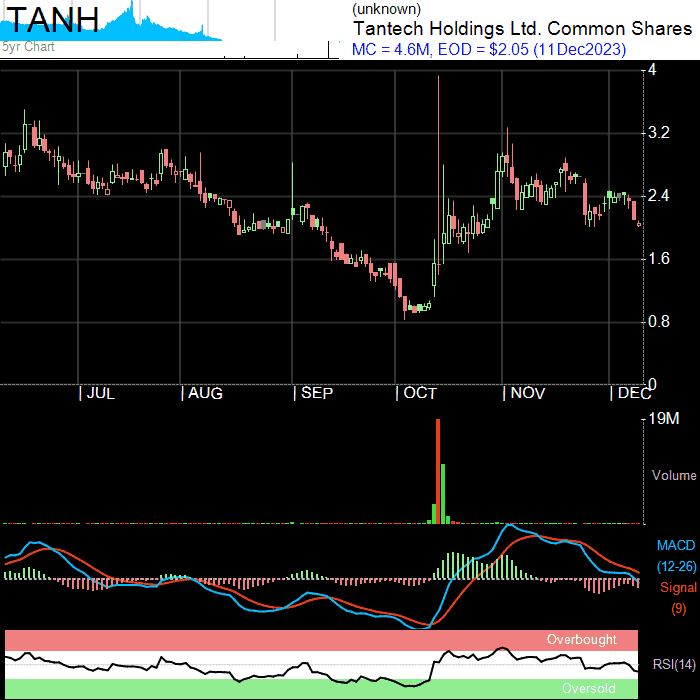 TANH
5yr Chart
(unknown)
Tantech Holdings Ltd. Common Shares
MC = 4.6M, EOD = $2.05 (11Dec2023)
4
3.2
2.4
1.6
0.8
0
| JUL | AUG | SEP | OCT | NOV | DEC
19M
Volume
MACD
(12-26)
Signal
(9)
Overbought
RSI(14)
Oversold